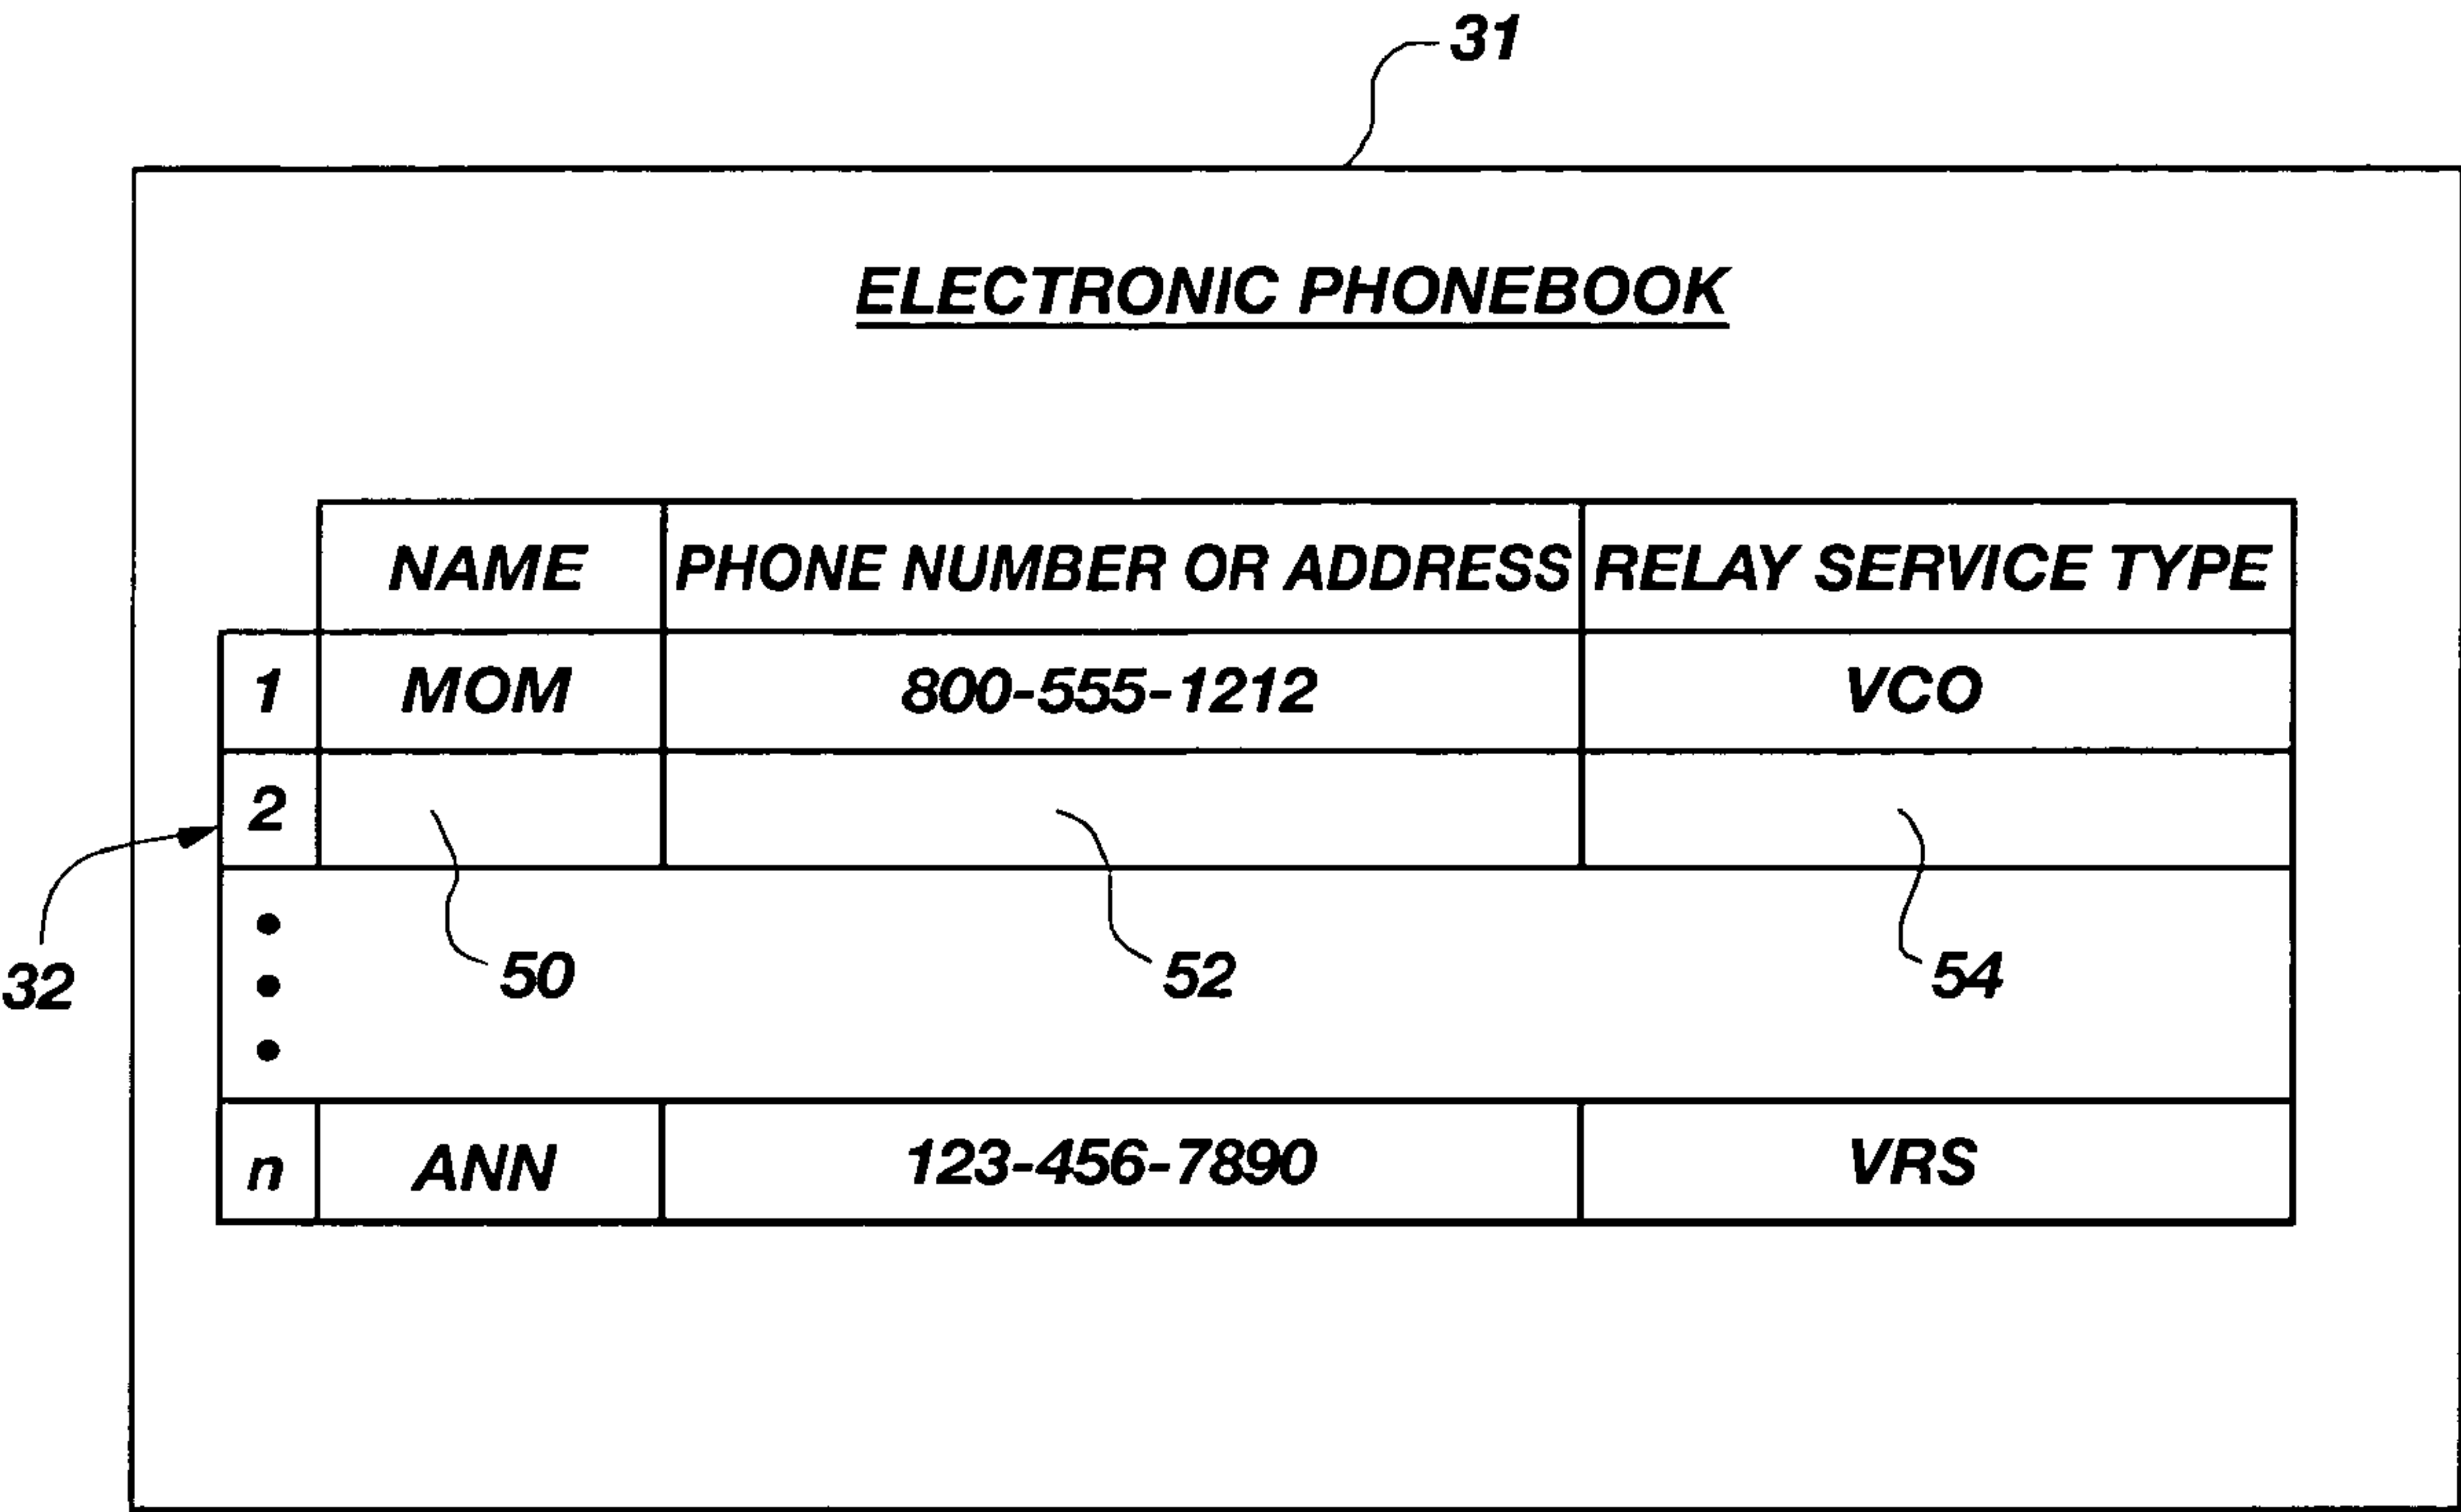 31
ELECTRONIC PHONEBOOK
NAME PHONE NUMBER OR ADDRESS RELAY SERVICE TYPE
1 MOM 800-555-1212 VCO
2
32 50 52 54
n ANN 123-456-7890 VRS